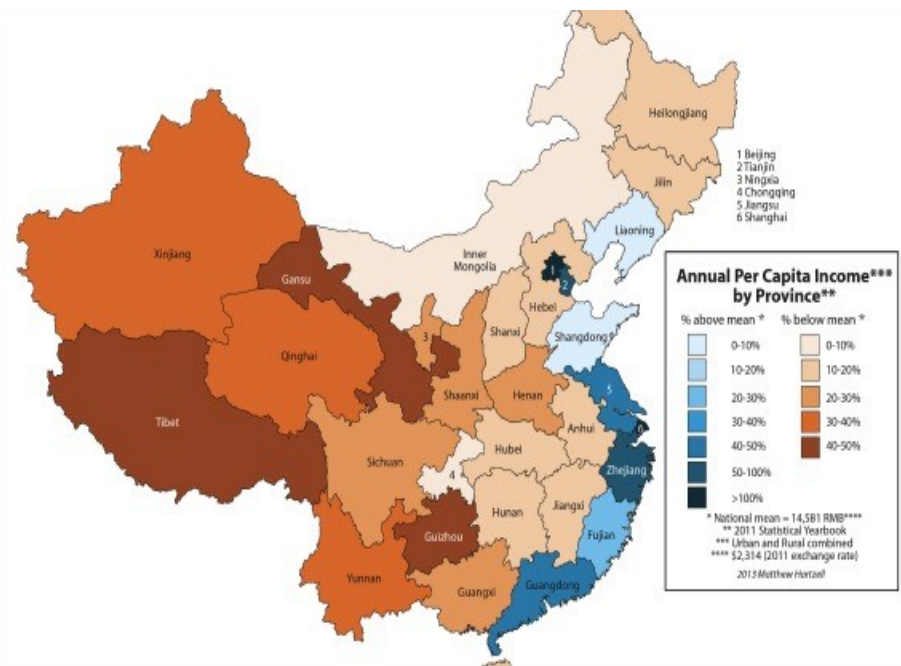 Heilongjiang
1 Beijing
2 Tianjin
3 Ningxia
4 Chongqing
5 Jiangsu
6 Shanghai
Jilin
Liaoning
Xinjiang
Inner
Mongolia
Gansu
1
2
Hebei
Shanxi
Shangdong
3
Qinghai
Shaanxi
Henan
5
Tibet
Anhui
6
Sichuan
Hubei
4
Zhejiang
Hunan
Jiangxi
Guizhou
Fujian
Yunnan
Guangxi
Guangdong
Annual Per Capita Income***
by Province**
% above mean * % below mean *
0-10% 0-10%
10-20% 10-20%
20-30% 20-30%
30-40% 30-40%
40-50% 40-50%
50-100%
>100%
* National mean = 14,581 RMB****
** 2011 Statistical Yearbook
*** Urban and Rural combined
**** $2,314 (2011 exchange rate)
2013 Matthew Hartzell